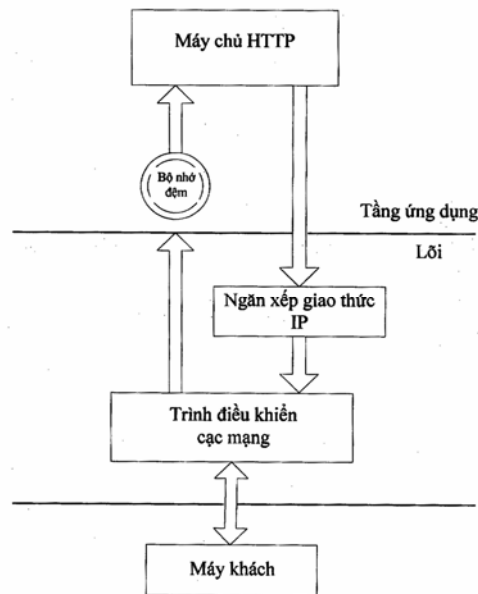 Máy chủ HTTP
Bộ nhớ
đệm
Tầng ứng dụng
Lõi
Ngăn xếp giao thức
IP
Trình điều khiển
cạc mạng
Máy khách